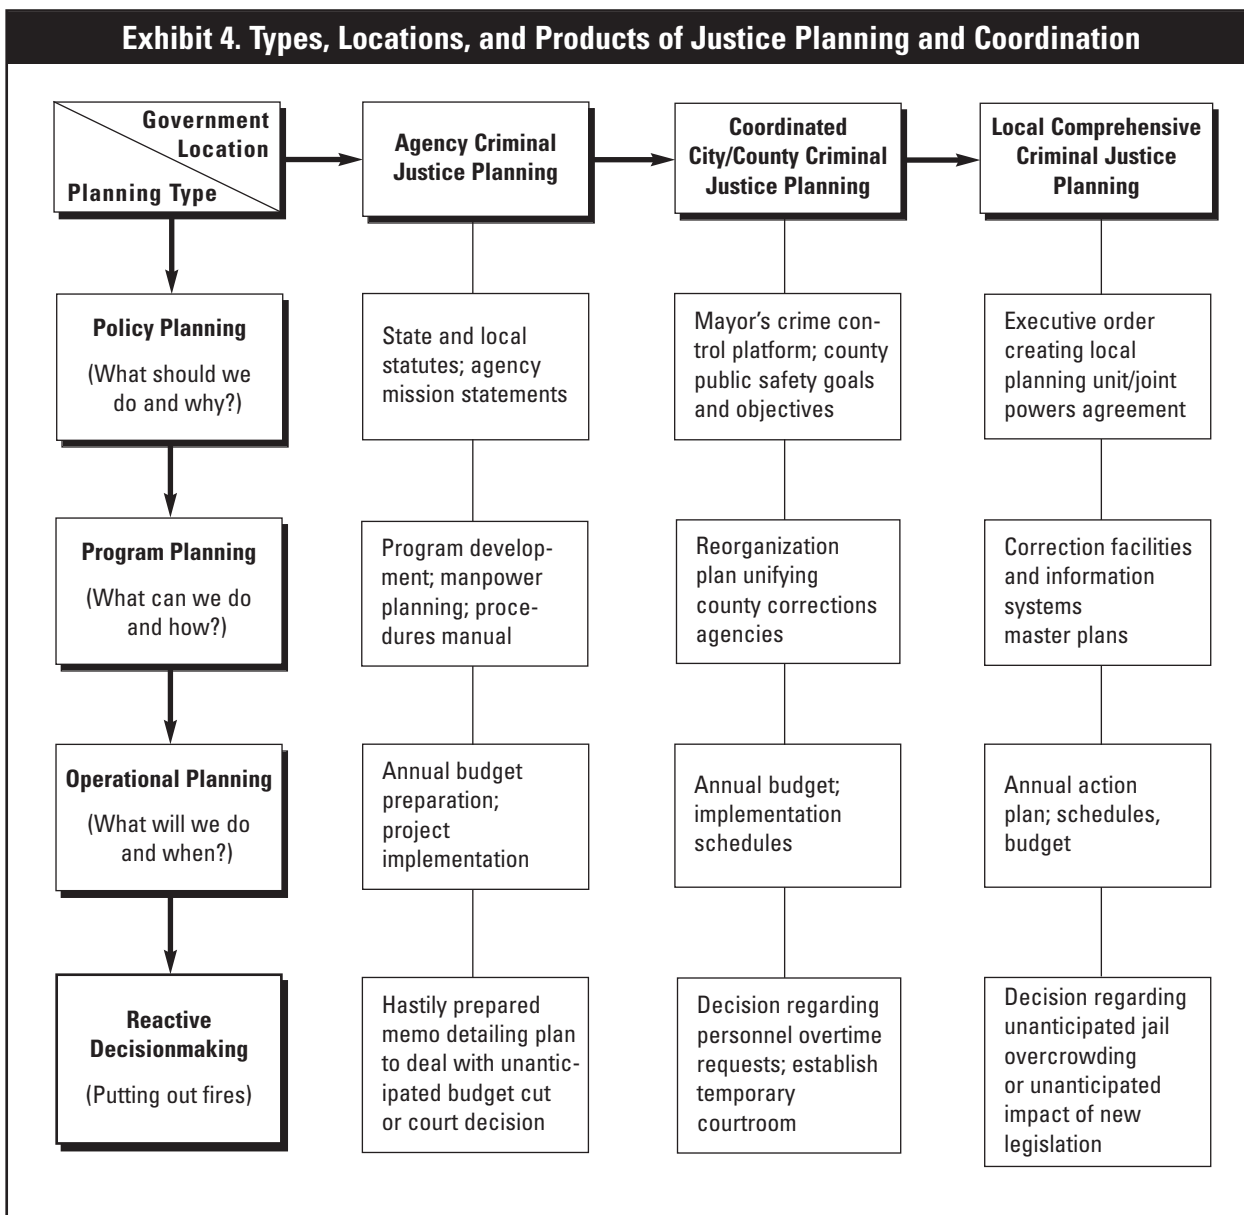 Exhibit 4. Types, Locations, and Products of Justice Planning and Coordination
Government
Location
Planning Type
Agency Criminal
Justice Planning
Coordinated
City/County Criminal
Justice Planning
Local Comprehensive
Criminal Justice
Planning
Policy Planning
(What should we
do and why?)
State and local
statutes; agency
mission statements
Mayor’s crime con-
trol platform; county
public safety goals
and objectives
Executive order
creating local
planning unit/joint
powers agreement
Program Planning
(What can we do
and how?)
Program develop-
ment; manpower
planning; proce-
dures manual
Reorganization
plan unifying
county corrections
agencies
Correction facilities
and information
systems
master plans
Operational Planning
(What will we do
and when?)
Annual budget
preparation;
project
implementation
Annual budget;
implementation
schedules
Annual action
plan; schedules,
budget
Reactive
Decisionmaking
(Putting out fires)
Hastily prepared
memo detailing plan
to deal with unantic-
ipated budget cut
or court decision
Decision regarding
personnel overtime
requests; establish
temporary
courtroom
Decision regarding
unanticipated jail
overcrowding
or unanticipated
impact of new
legislation